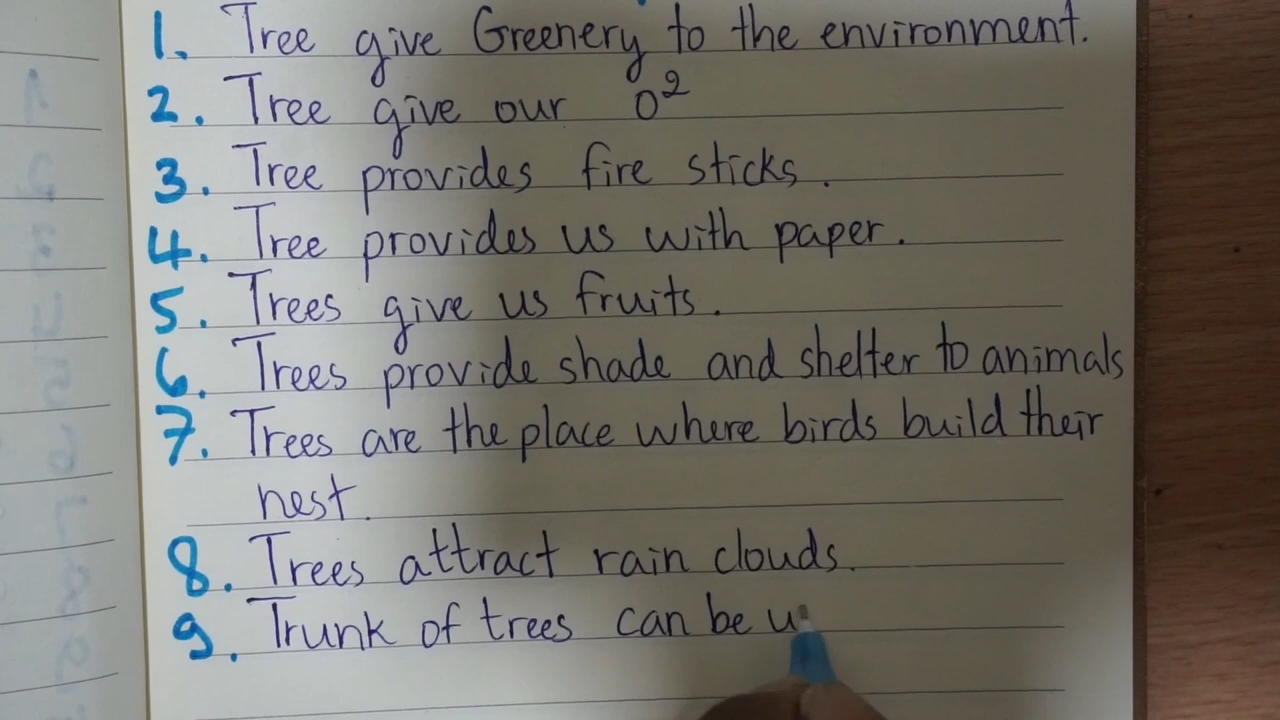 1. Tree give Greenery to the environment.
2. Tree give our O²
3. Tree provides fire sticks.
4. Tree provides us with paper.
5. Trees give us fruits.
6. Trees provide shade and shelter to animals
7. Trees are the place where birds build their
nest.
8. Trees attract rain clouds.
9. Trunk of trees can be u